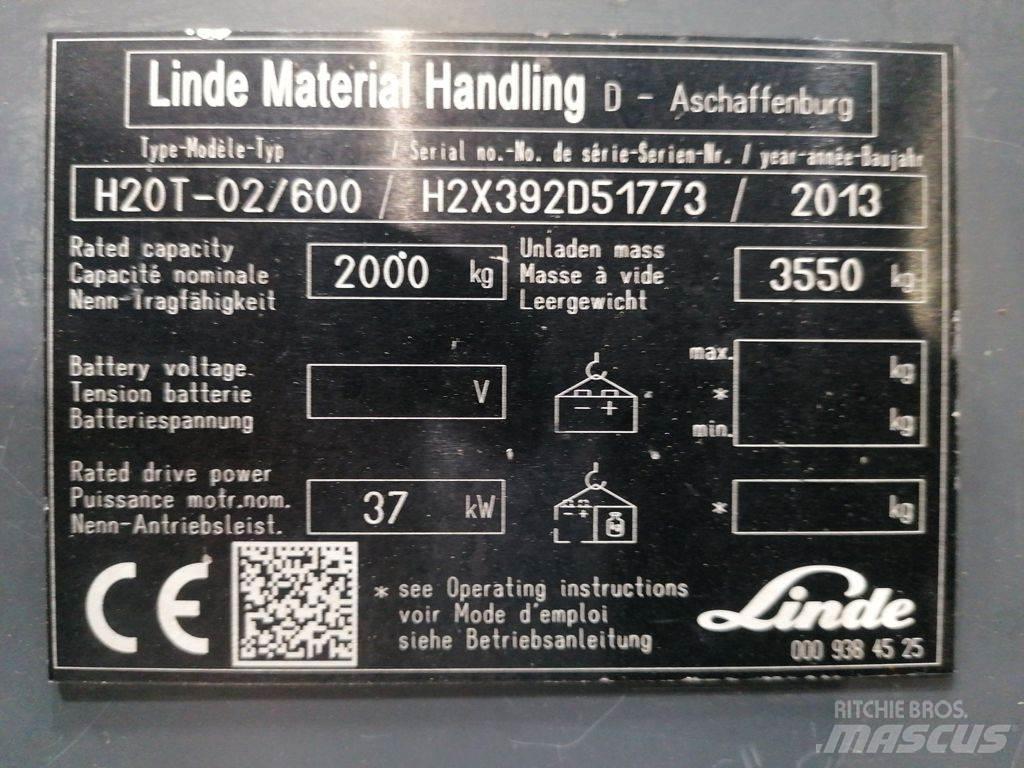 Linde Material Handling D - Aschaffenburg
Type-Modèle-Typ / Serial no.-No. de série-Serien-Nr. / year-année-Baujahr
H20T-02/600 / H2X392D51773 / 2013
Rated capacity
Capacité nominale
Nenn-Tragfähigkeit
2000 kg
Unladen mass
Masse à vide
Leergewicht
3550 kg
Battery voltage
Tension batterie
Batteriespannung
V
- +
max. kg
*
min. kg
Rated drive power
Puissance motr.nom.
Nenn-Antriebsleist.
37 kW
- +
kg
* kg
CE
* see Operating instructions
voir Mode d'emploi
siehe Betriebsanleitung
Linde
000 938 45 25
RITCHIE BROS.
MASCUS